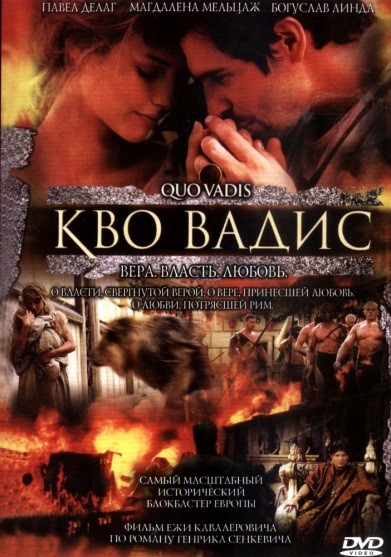 ПАВЕЛ ДЕЛАГ МАГДАЛЕНА МЕЛЬЦАЖ БОГУСЛАВ ЛИНДА
QUO VADIS
КВО ВАДИС
ВЕРА. ВЛАСТЬ. ЛЮБОВЬ.
О ВЛАСТИ, СВЕРГНУТОЙ ВЕРОЙ. О ВЕРЕ, ПРИНЕСШЕЙ ЛЮБОВЬ.
О ЛЮБВИ, ПОТРЯСШЕЙ РИМ.
САМЫЙ МАСШТАБНЫЙ
ИСТОРИЧЕСКИЙ
БЛОКБАСТЕР ЕВРОПЫ
ФИЛЬМ ЕЖИ КАВАЛЕРОВИЧА
ПО РОМАНУ ГЕНРИКА СЕНКЕВИЧА
DVD
VIDEO